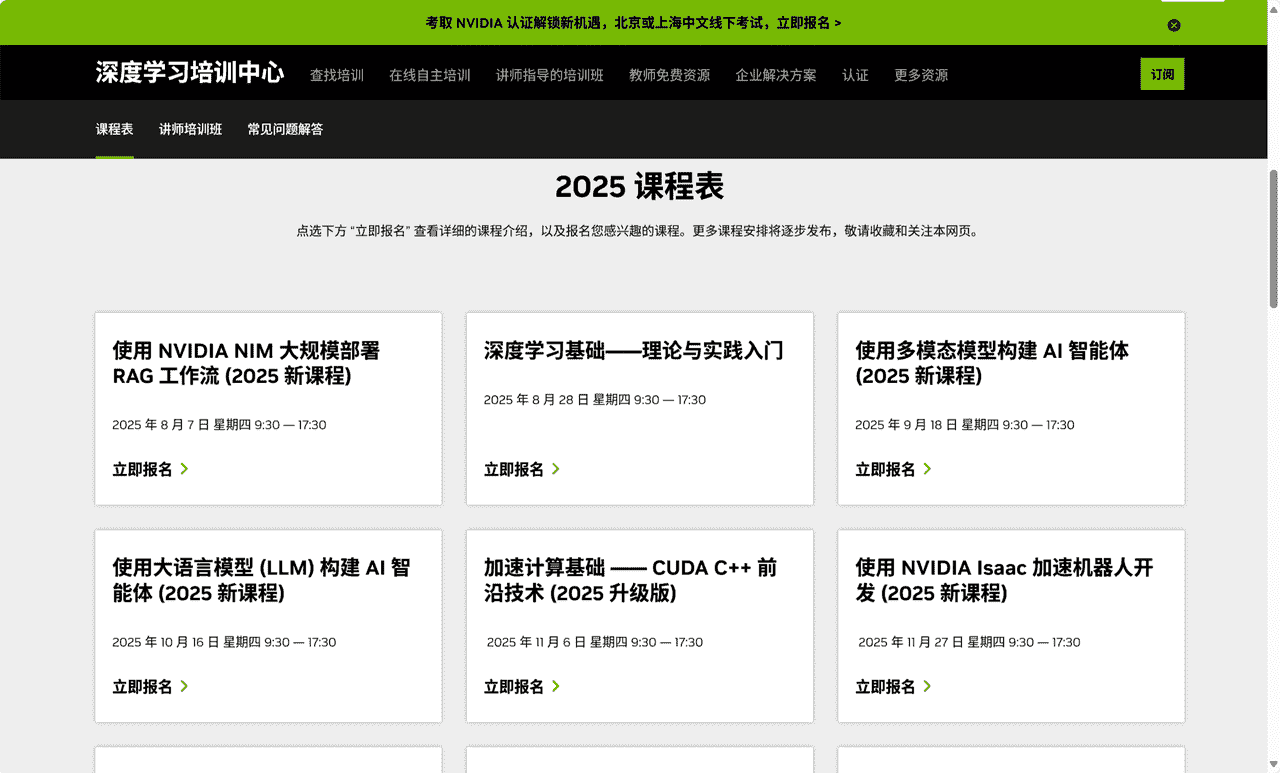 考取 NVIDIA 认证解锁新机遇，北京或上海中文线下考试，立即报名 >
深度学习培训中心 查找培训 在线自主培训 讲师指导的培训班 教师免费资源 企业解决方案 认证 更多资源 订阅
课程表 讲师培训班 常见问题解答
2025 课程表
点选下方 “立即报名” 查看详细的课程介绍，以及报名您感兴趣的课程。更多课程安排将逐步发布，敬请收藏和关注本网页。
使用 NVIDIA NIM 大规模部署
RAG 工作流 (2025 新课程)
2025 年 8 月 7 日 星期四 9:30 — 17:30
立即报名
深度学习基础——理论与实践入门
2025 年 8 月 28 日 星期四 9:30 — 17:30
立即报名
使用多模态模型构建 AI 智能体
(2025 新课程)
2025 年 9 月 18 日 星期四 9:30 — 17:30
立即报名
使用大语言模型 (LLM) 构建 AI 智
能体 (2025 新课程)
2025 年 10 月 16 日 星期四 9:30 — 17:30
立即报名
加速计算基础 —— CUDA C++ 前
沿技术 (2025 升级版)
2025 年 11 月 6 日 星期四 9:30 — 17:30
立即报名
使用 NVIDIA Isaac 加速机器人开
发 (2025 新课程)
2025 年 11 月 27 日 星期四 9:30 — 17:30
立即报名